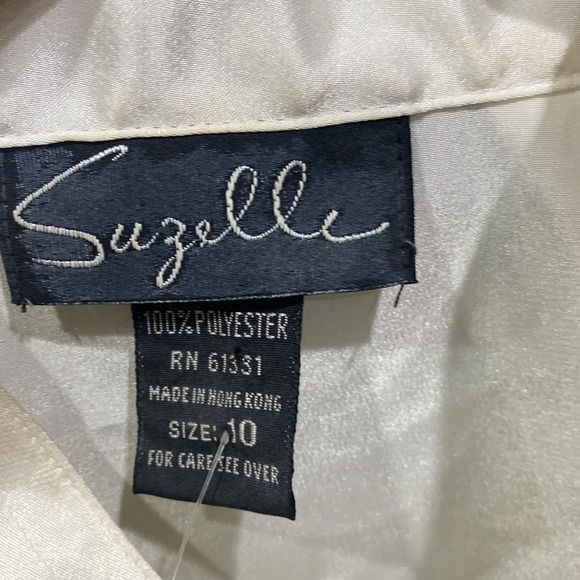 Suzelle
100% POLYESTER
RN 61331
MADE IN HONG KONG
SIZE: 10
FOR CARE SEE OVER